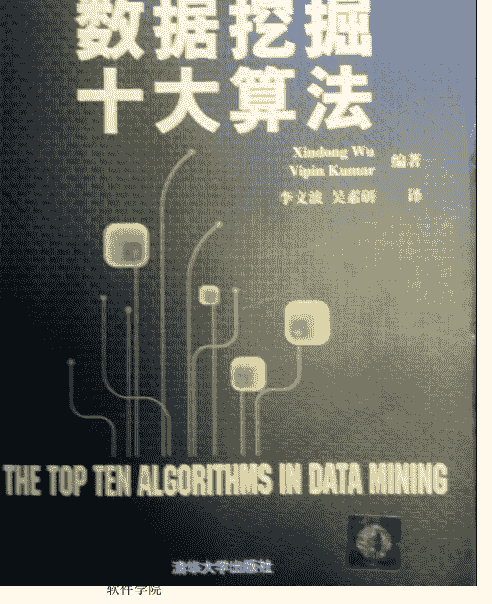 数据挖掘
十大算法
Xindong Wu
Vipin Kumar
编著
李文波 吴素研 译
THE TOP TEN ALGORITHMS IN DATA MINING
清华大学出版社
软件学院